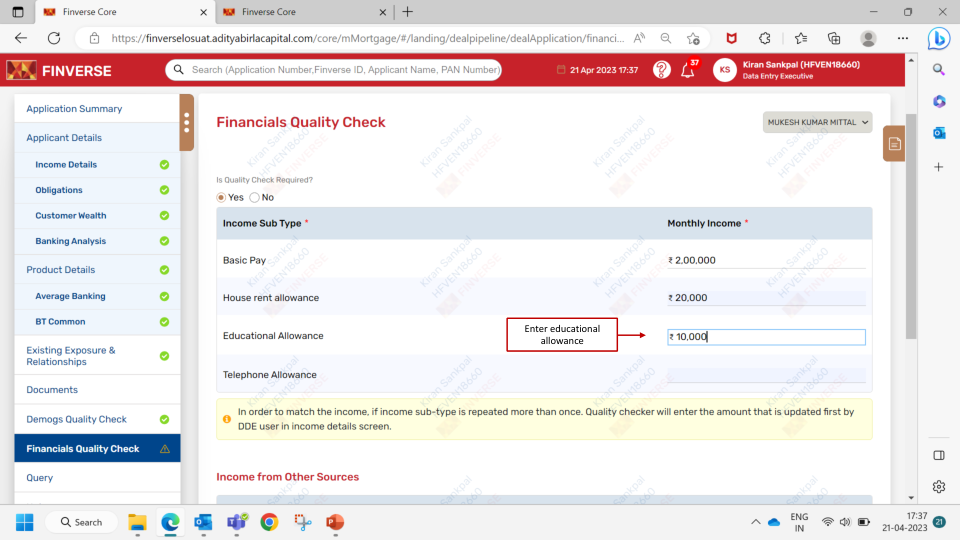 Finverse Core
Finverse Core
https://finverselosuat.adityabirlacapital.com/core/mMortgage/#/landing/dealpipeline/dealApplication/financi...
FINVERSE
Search (Application Number,Finverse ID, Applicant Name, PAN Number)
21 Apr 2023 17:37
37
KS
Kiran Sankpal (HFVEN18660)
Data Entry Executive
Application Summary
Applicant Details
Income Details
Obligations
Customer Wealth
Banking Analysis
Product Details
Average Banking
BT Common
Existing Exposure &
Relationships
Documents
Demogs Quality Check
Financials Quality Check
Query
Financials Quality Check
MUKESH KUMAR MITTAL
Is Quality Check Required?
Yes No
Income Sub Type *
Monthly Income *
Basic Pay
₹ 2,00,000
House rent allowance
₹ 20,000
Educational Allowance
Enter educational
allowance
₹ 10,000
Telephone Allowance
In order to match the income, if income sub-type is repeated more than once. Quality checker will enter the amount that is updated first by
DDE user in income details screen.
Income from Other Sources
Kiran Sankpal
HFVEN18660
FINVERSE
Search
ENG
IN
17:37
21-04-2023
21